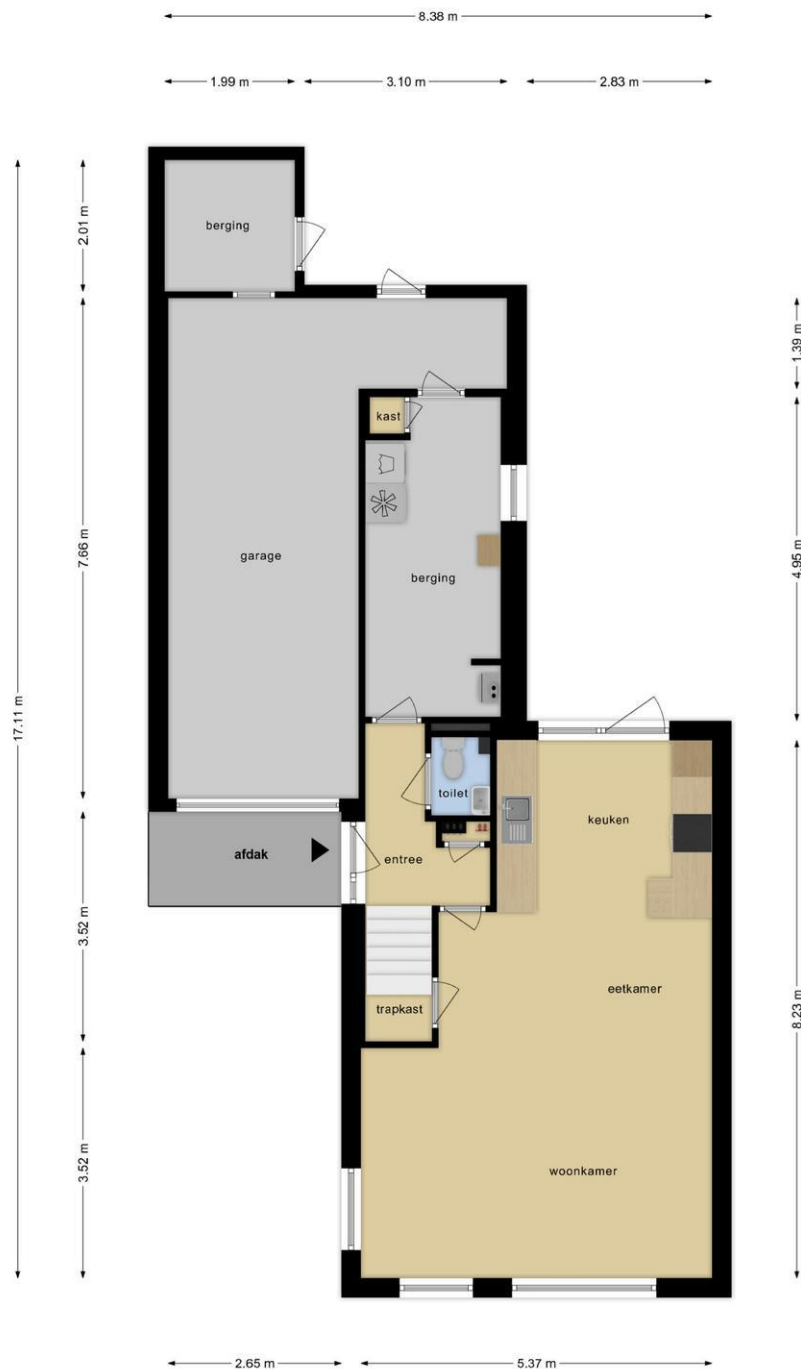 8.38 m
1.99 m
3.10 m
2.83 m
2.01 m
berging
1.39 m
kast
7.66 m
4.95 m
garage
berging
17.11 m
toilet
keuken
afdak
entree
3.52 m
eetkamer
8.23 m
trapkast
3.52 m
woonkamer
2.65 m
5.37 m